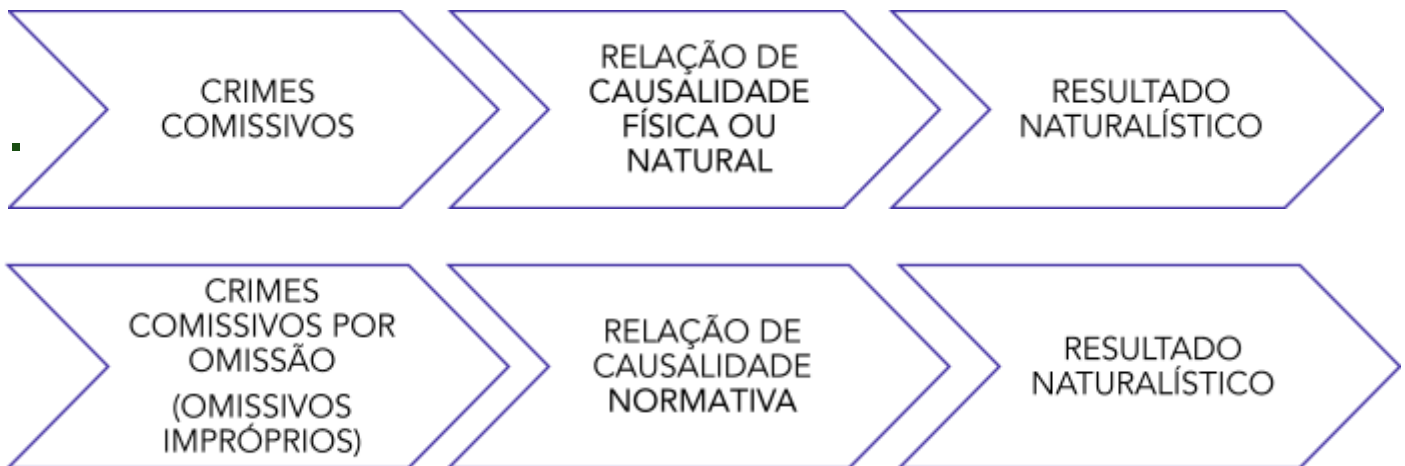 CRIMES
COMISSIVOS
RELAÇÃO DE
CAUSALIDADE
FÍSICA OU
NATURAL
RESULTADO
NATURALÍSTICO
CRIMES
COMISSIVOS POR
OMISSÃO
(OMISSIVOS
IMPRÓPRIOS)
RELAÇÃO DE
CAUSALIDADE
NORMATIVA
RESULTADO
NATURALÍSTICO